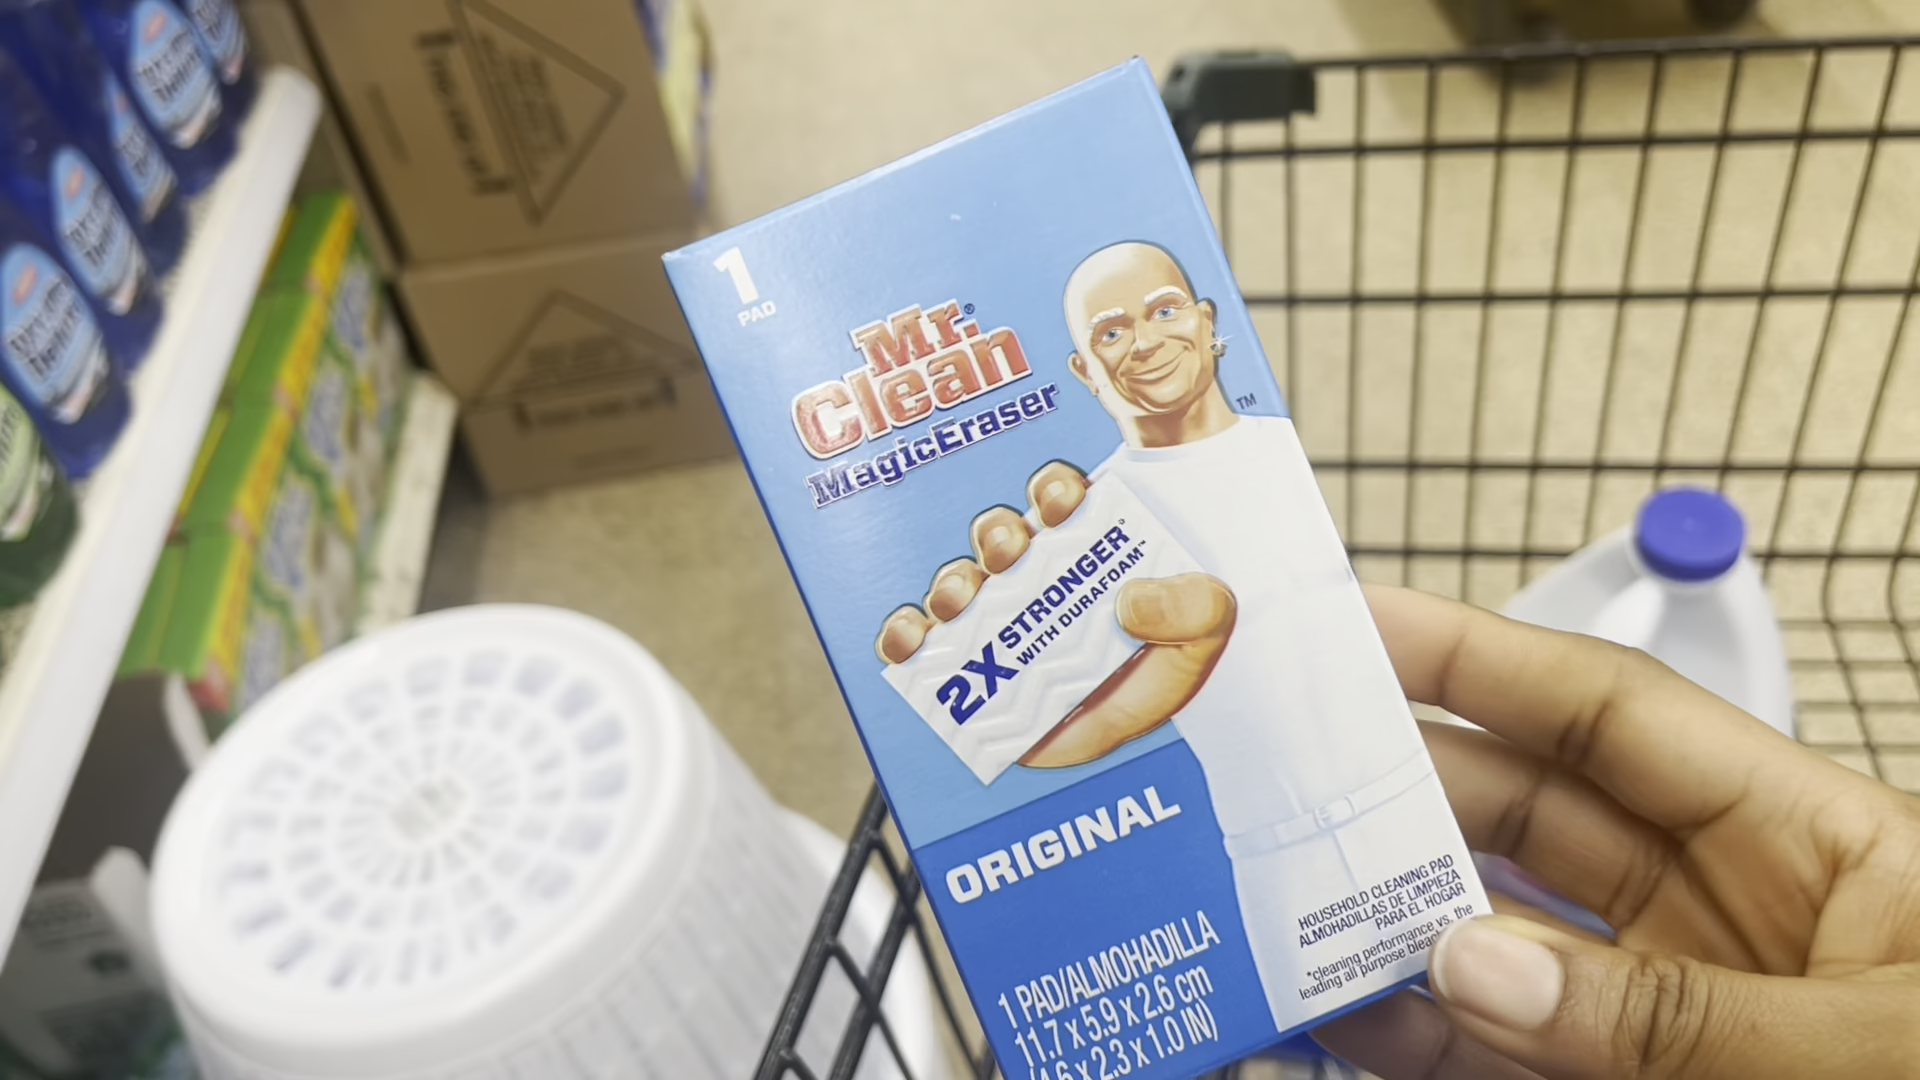 1
PAD
Mr.®
Clean
MagicEraser
TM
2X STRONGER*
WITH DURAFOAM™
ORIGINAL
HOUSEHOLD CLEANING PAD
ALMOHADILLAS DE LIMPIEZA
PARA EL HOGAR
*cleaning performance vs. the
leading all purpose
1 PAD/ALMOHADILLA
11.7 x 5.9 x 2.6 cm
(4.6 x 2.3 x 1.0 IN)